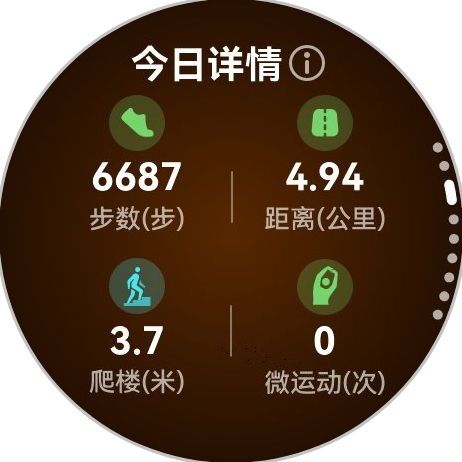 今日详情
6687
4.94
步数(步)
距离(公里)
3.7
0
爬楼(米)
微运动(次)